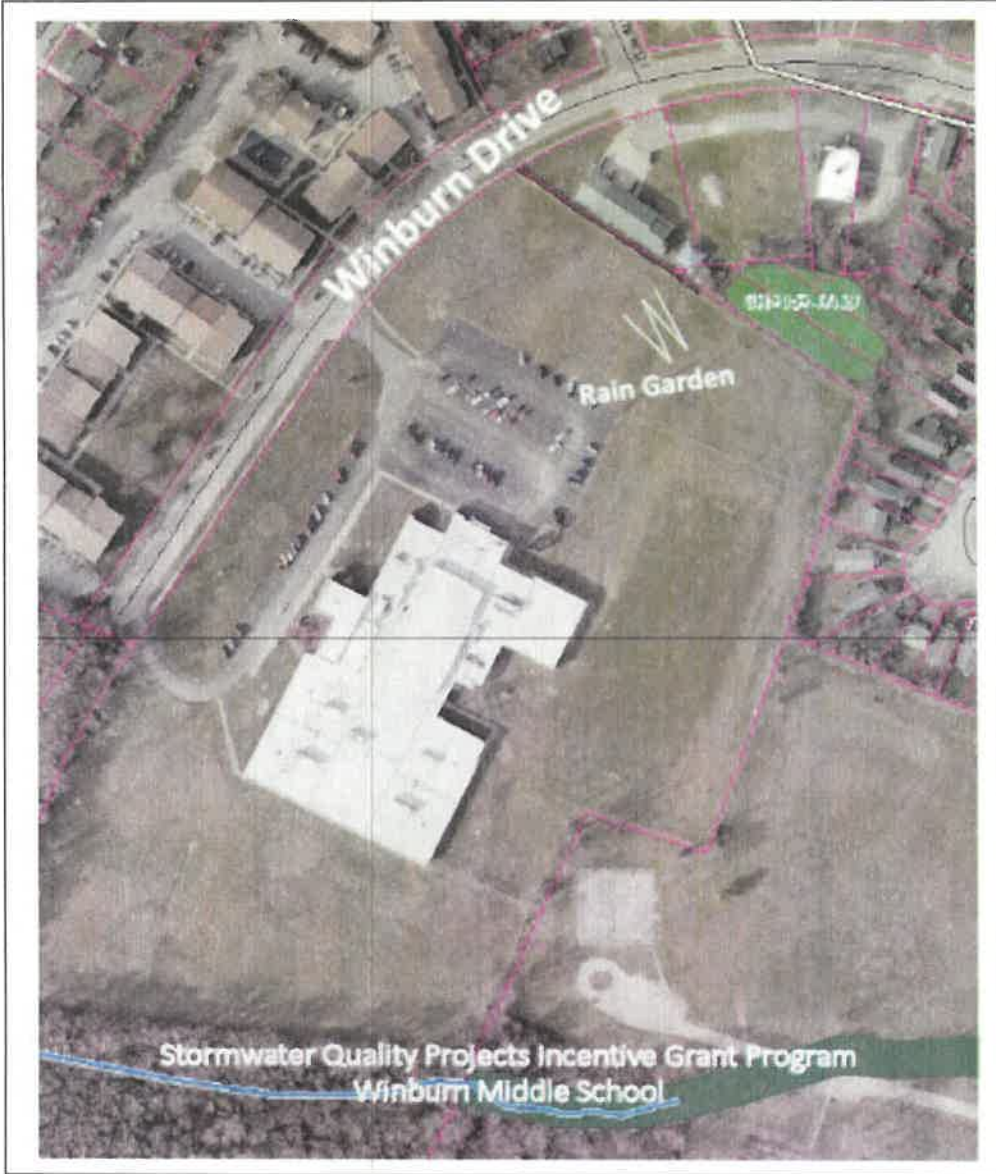 Winburn Drive
Rain Garden
Stormwater Quality Projects Incentive Grant Program
Winburn Middle School